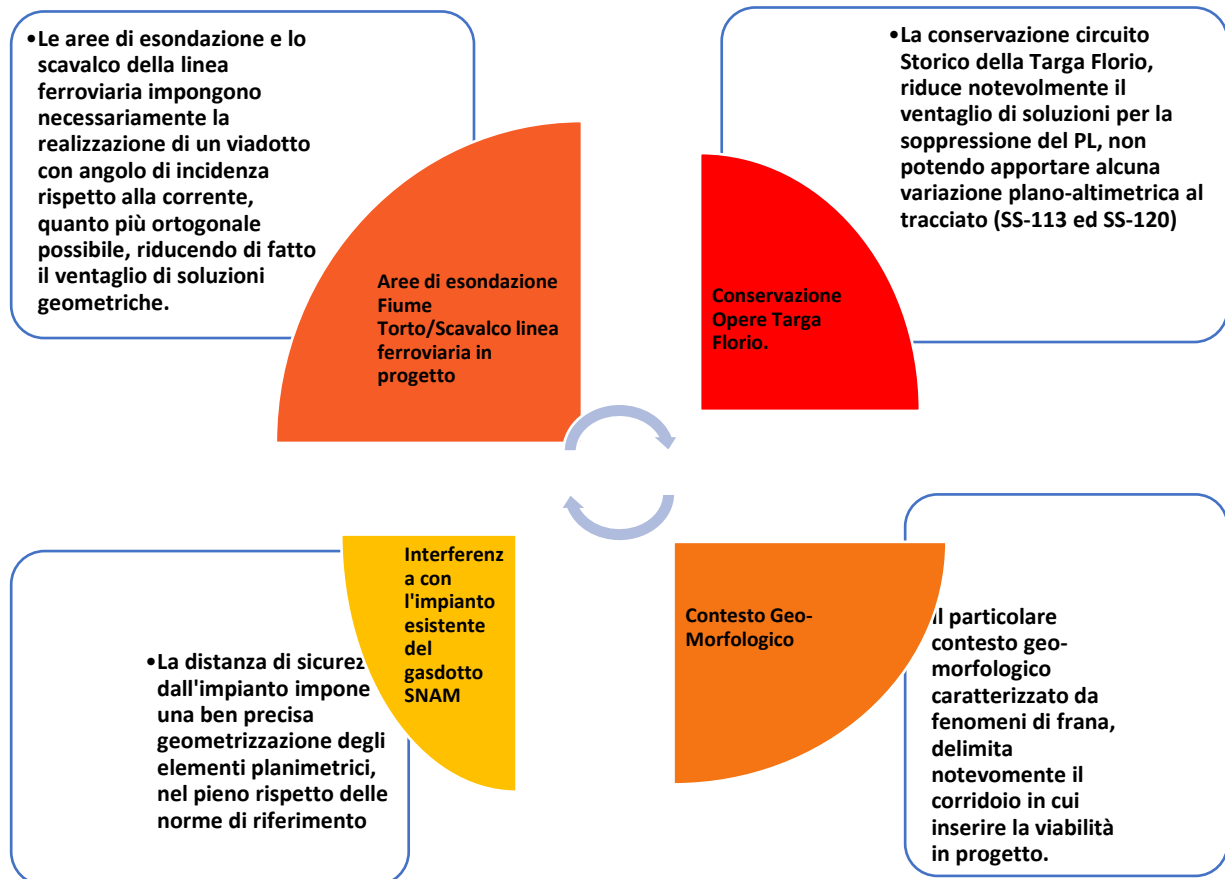 •Le aree di esondazione e lo
scavalco della linea
ferroviaria impongono
necessariamente la
realizzazione di un viadotto
con angolo di incidenza
rispetto alla corrente,
quanto più ortogonale
possibile, riducendo di fatto
il ventaglio di soluzioni
geometriche.
Aree di esondazione
Fiume
Torto/Scavalco linea
ferroviaria in
progetto
•La conservazione circuito
Storico della Targa Florio,
riduce notevolmente il
ventaglio di soluzioni per la
soppressione del PL, non
potendo apportare alcuna
variazione plano-altimetrica al
tracciato (SS-113 ed SS-120)
Conservazione
Opere Targa
Florio.
•La distanza di sicurez
dall'impianto impone
una ben precisa
geometrizzazione degli
elementi planimetrici,
nel pieno rispetto delle
norme di riferimento
Interferenz
a con
l'impianto
esistente
del
gasdotto
SNAM
Contesto Geo-
Morfologico
Il particolare
contesto geo-
morfologico
caratterizzato da
fenomeni di frana,
delimita
notevomente il
corridoio in cui
inserire la viabilità
in progetto.